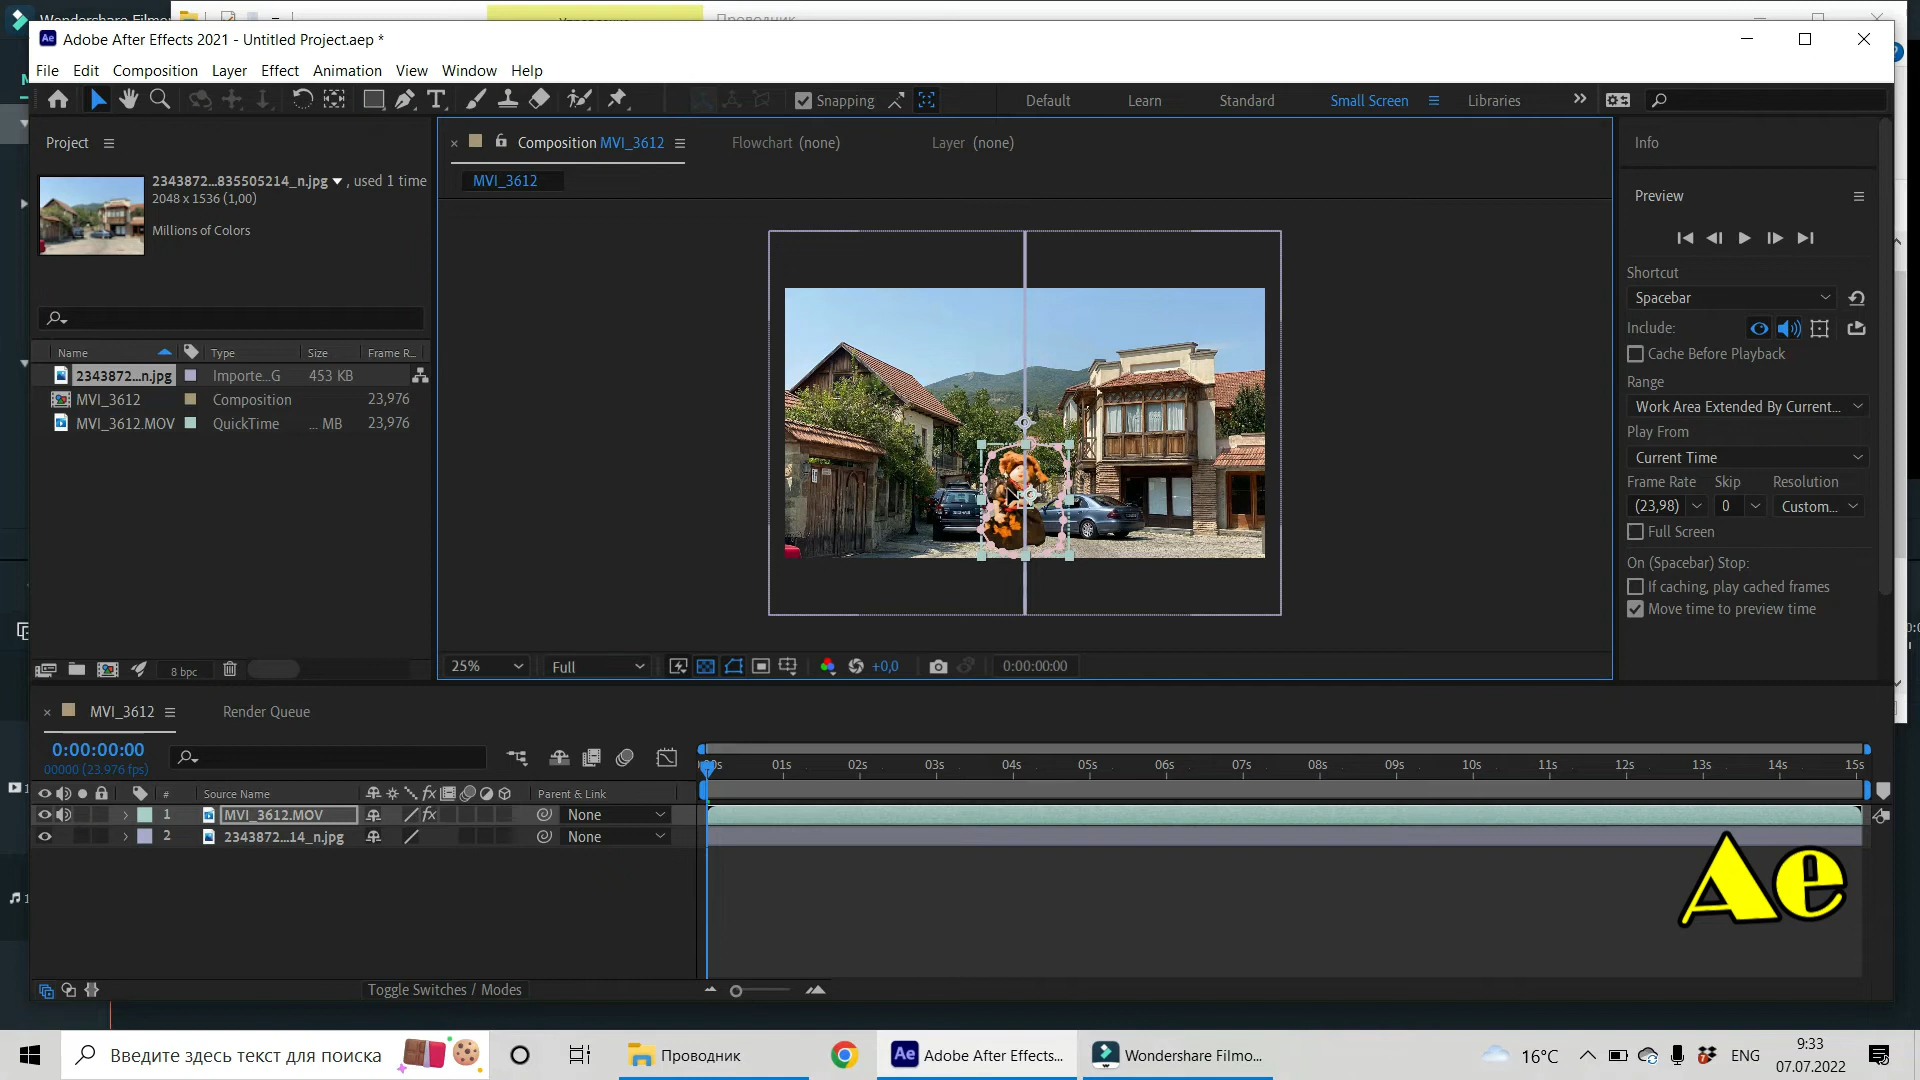 Wondershare Filmo
Проводник
Adobe After Effects 2021 - Untitled Project.aep *
File Edit Composition Layer Effect Animation View Window Help
Snapping Default Learn Standard Small Screen Libraries
Project
Composition MVI_3612 Flowchart (none) Layer (none)
Info
2343872...835505214_n.jpg , used 1 time
2048 x 1536 (1,00)
Millions of Colors
MVI_3612
Preview
Shortcut
Spacebar
Include:
Cache Before Playback
Range
Work Area Extended By Current...
Play From
Current Time
Frame Rate Skip Resolution
(23,98) 0 Custom...
Full Screen
On (Spacebar) Stop:
If caching, play cached frames
Move time to preview time
Name Type Size Frame R...
2343872...n.jpg Importe...G 453 KB
MVI_3612 Composition 23,976
MVI_3612.MOV QuickTime ... MB 23,976
8 bpc
25% Full +0,0 0:00:00:00
MVI_3612 Render Queue
0:00:00:00
00000 (23.976 fps)
01s 02s 03s 04s 05s 06s 07s 08s 09s 10s 11s 12s 13s 14s 15s
# Source Name fx Parent & Link
1 MVI_3612.MOV fx None
2 2343872...14_n.jpg None
Ae
Toggle Switches / Modes
Введите здесь текст для поиска Проводник Ae Adobe After Effects... Wondershare Filmo... 16°C ENG 9:33
07.07.2022